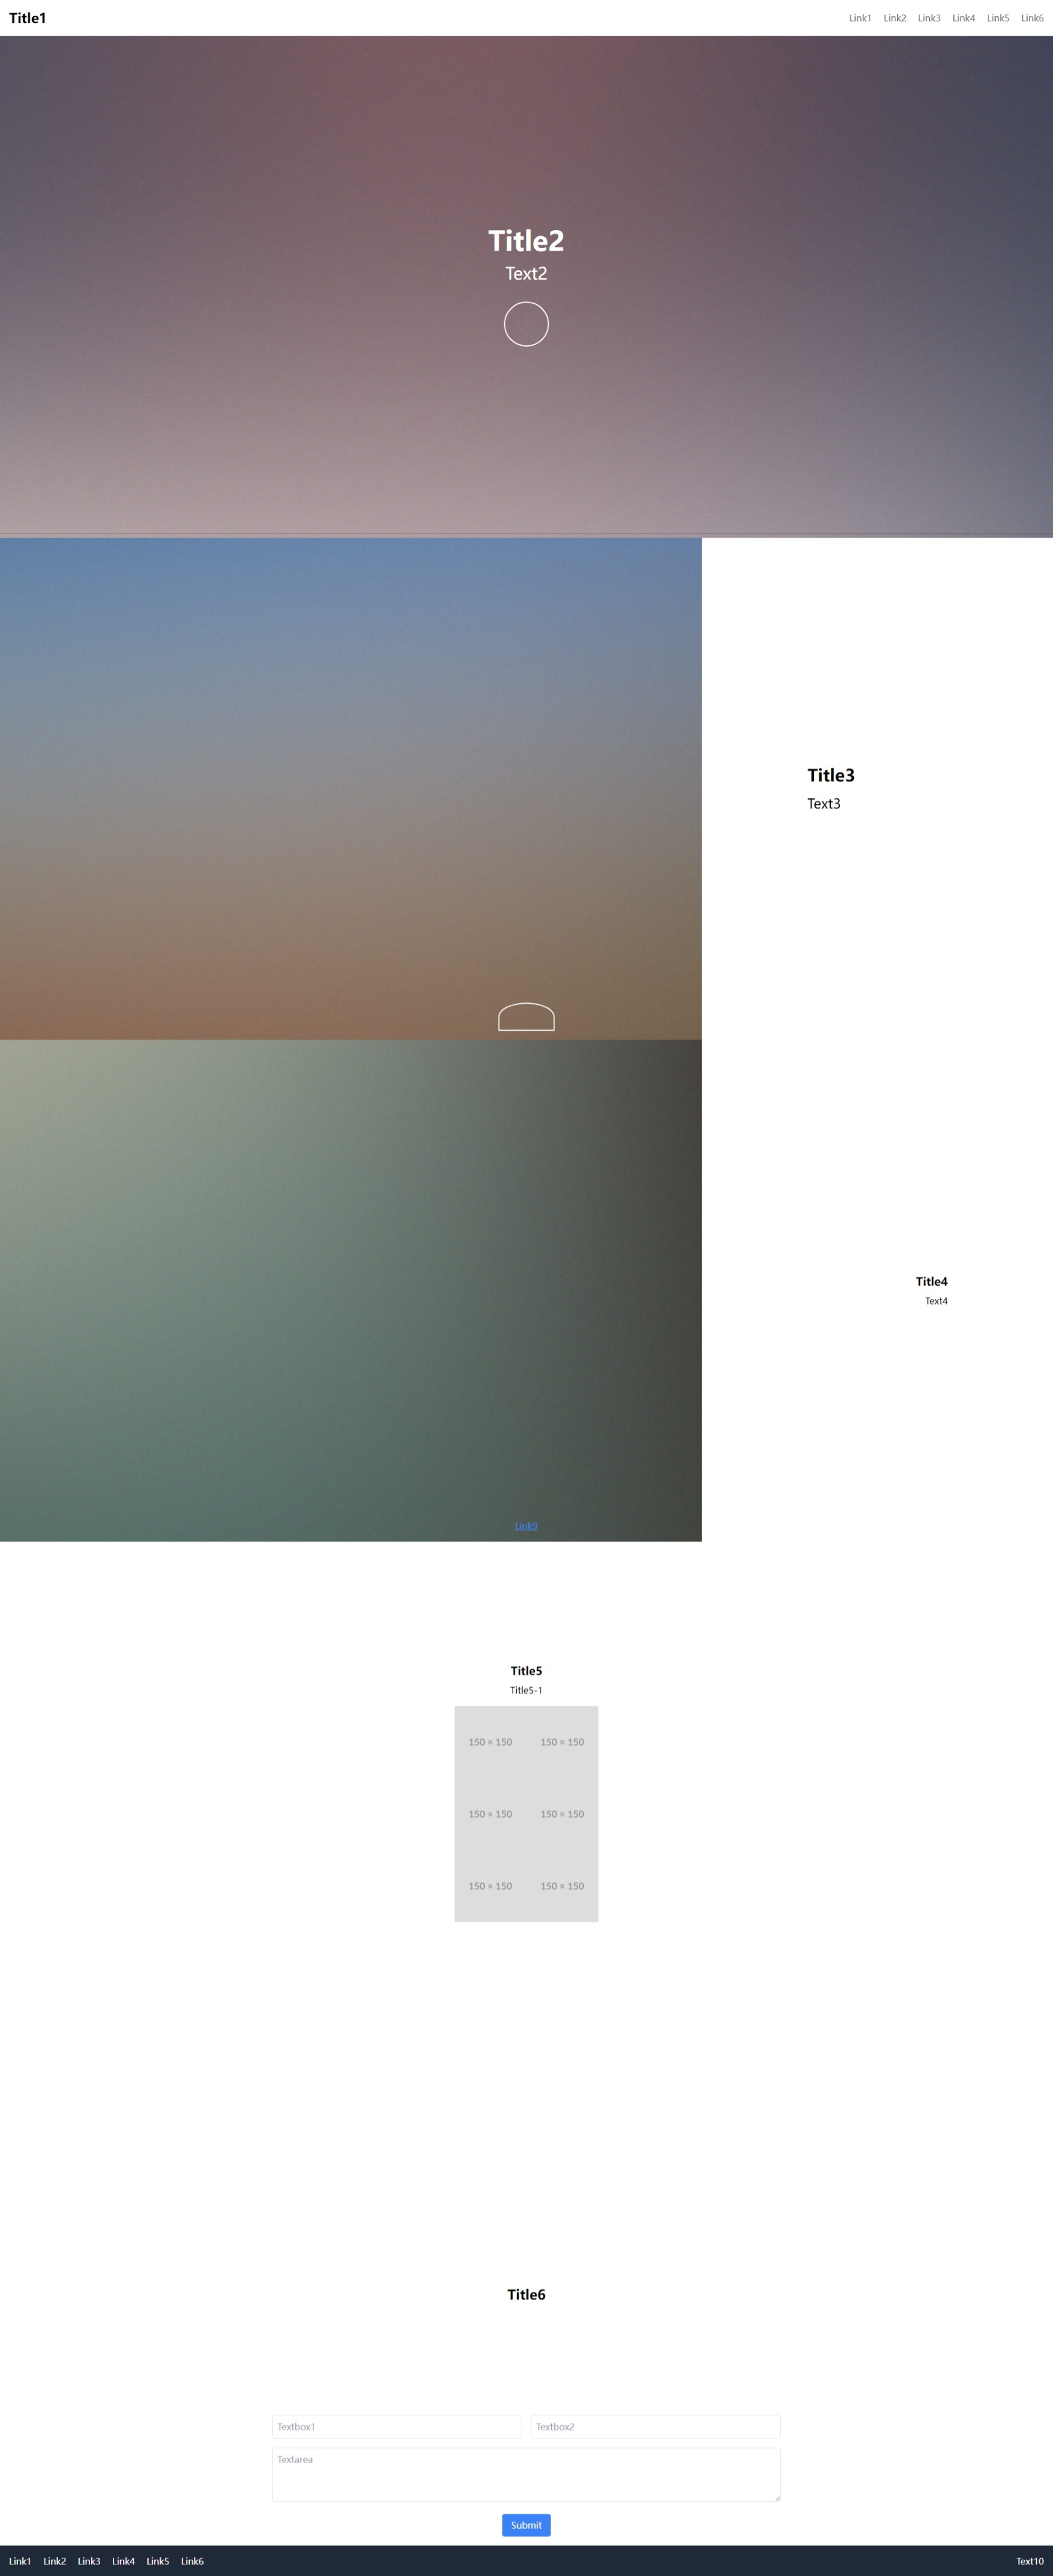 Title1 Link1 Link2 Link3 Link4 Link5 Link6
Title2
Text2
Title3
Text3
Title4
Text4
Link9
Title5
Title5-1
150 × 150 150 × 150
150 × 150 150 × 150
150 × 150 150 × 150
Title6
Textbox1 Textbox2
Textarea
Submit
Link1 Link2 Link3 Link4 Link5 Link6 Text10